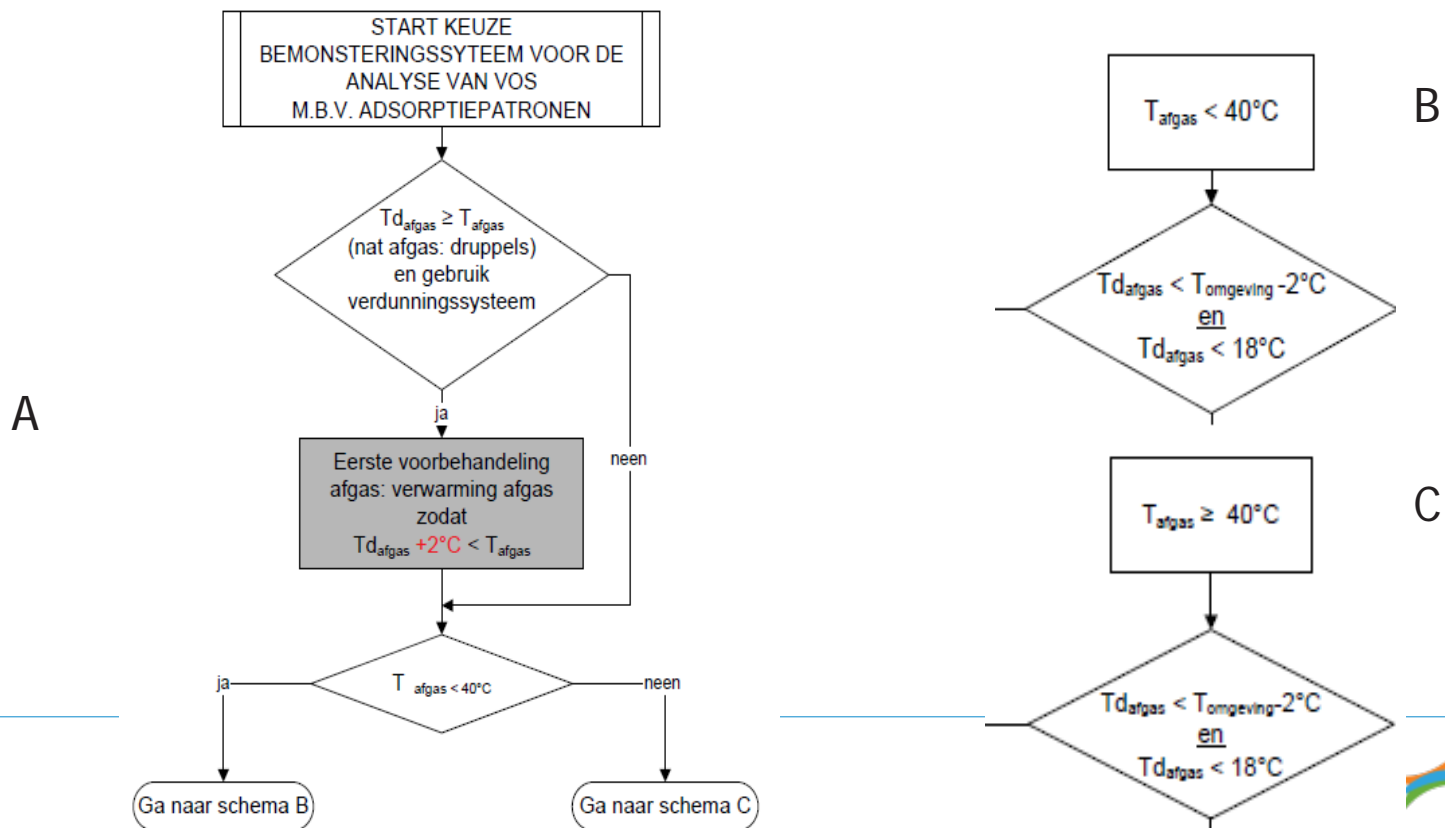 A
START KEUZE
BEMONSTERINGSSYTEEM VOOR DE
ANALYSE VAN VOS
M.B.V. ADSORPTIEPATRONEN
Tdafgas ≥ Tafgas
(nat afgas: druppels)
en gebruik
verdunningssysteem
ja
neen
Eerste voorbehandeling
afgas: verwarming afgas
zodat
Tdafgas +2°C < Tafgas
T afgas < 40°C
ja
neen
Ga naar schema B
Ga naar schema C
B
Tafgas < 40°C
Tdafgas < Tomgeving -2°C
en
Tdafgas < 18°C
C
Tafgas ≥ 40°C
Tdafgas < Tomgeving-2°C
en
Tdafgas < 18°C